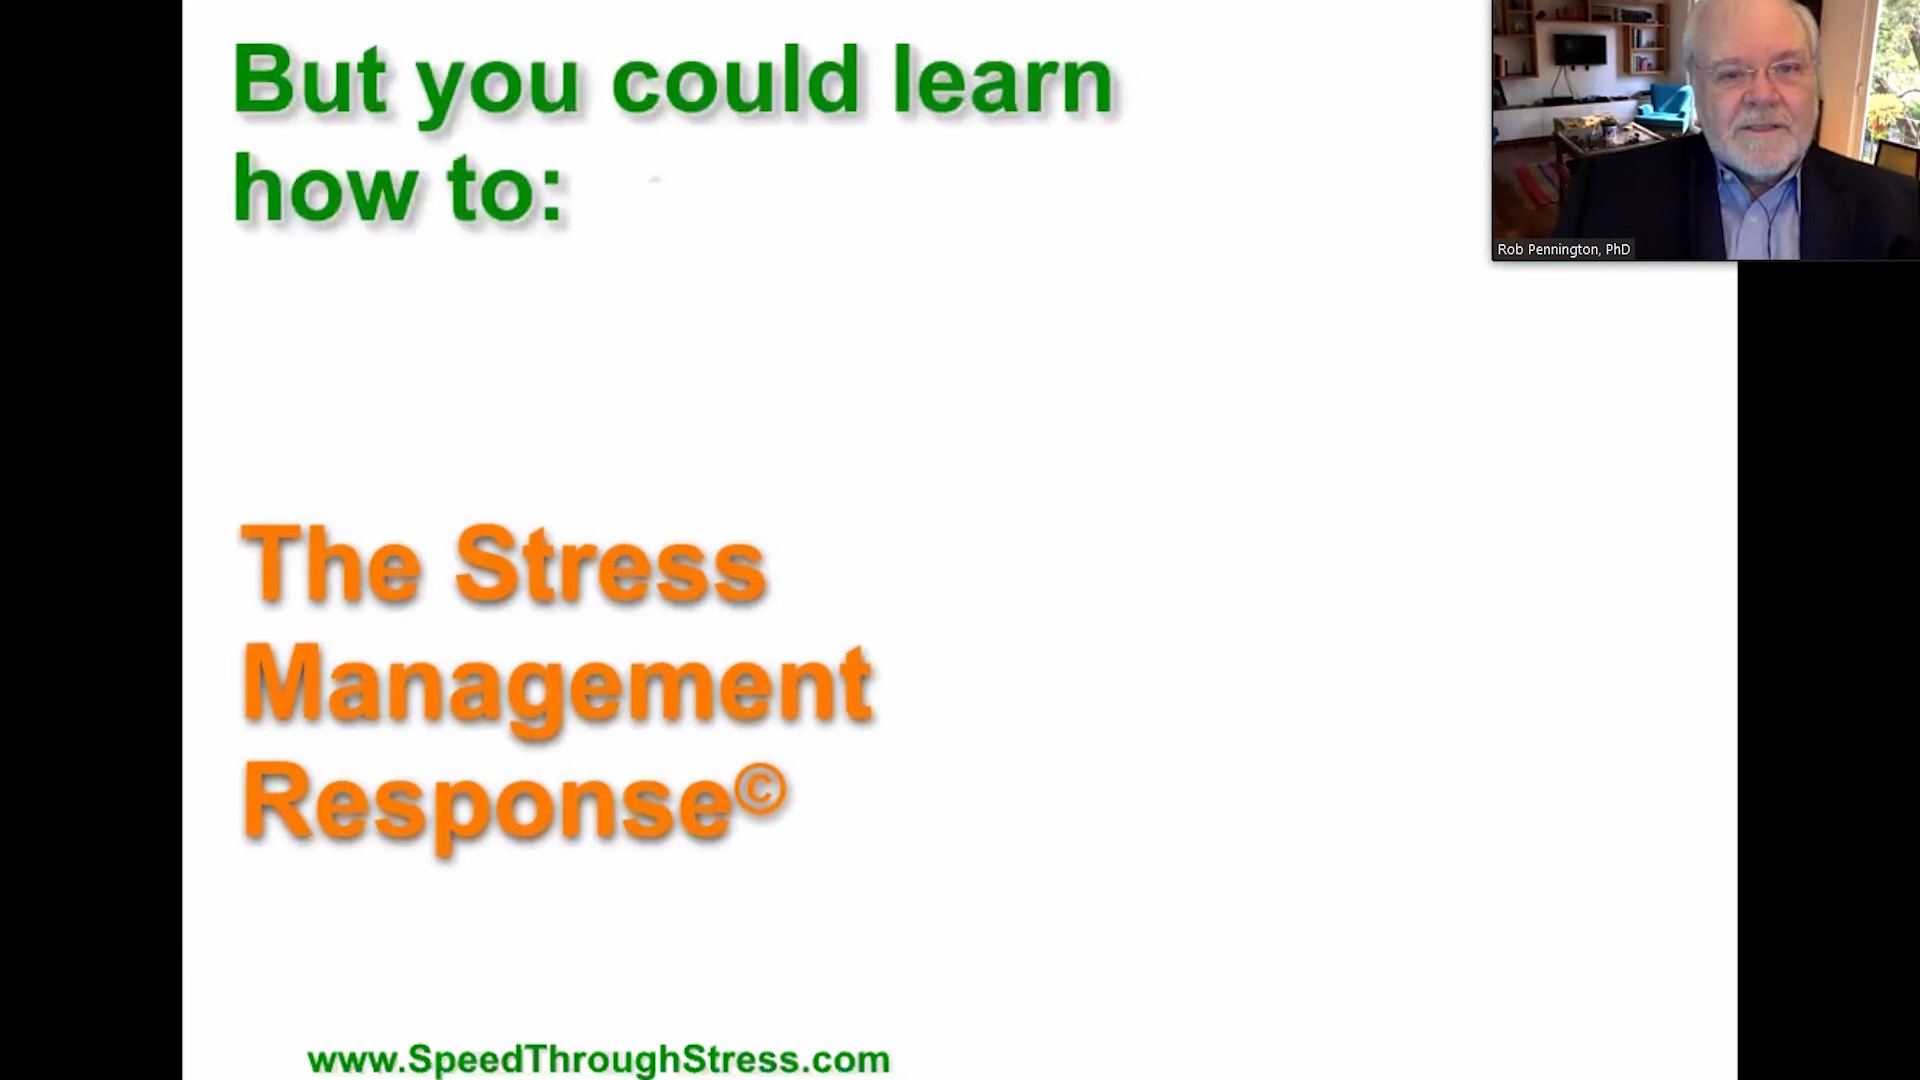 But you could learn
how to:
Rob Pennington, PhD
The Stress
Management
Response©
www.SpeedThroughStress.com